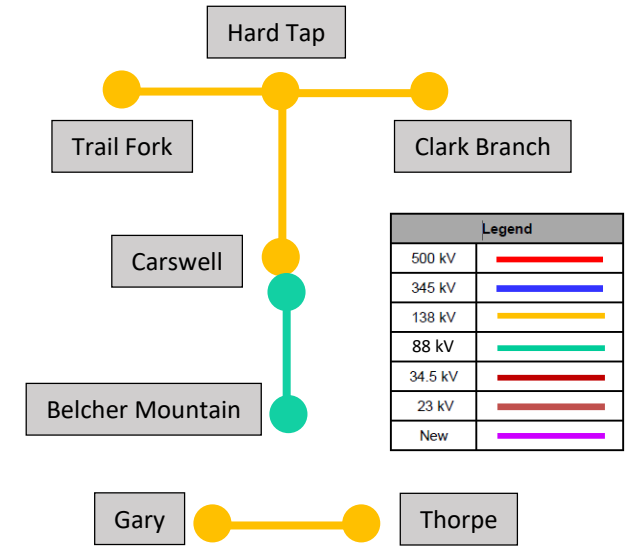 Hard Tap
Trail Fork
Clark Branch
Carswell
Legend
500 kV
345 kV
138 kV
88 kV
34.5 kV
23 kV
New
Belcher Mountain
Gary
Thorpe